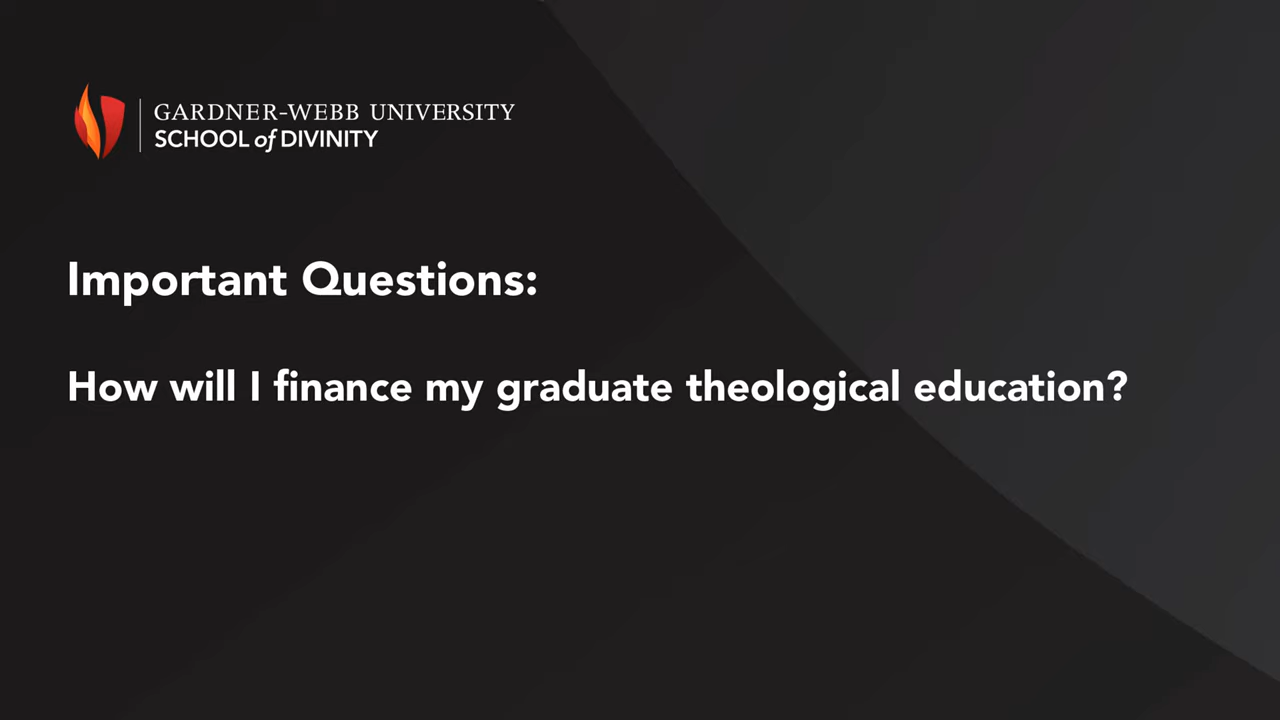 GARDNER-WEBB UNIVERSITY
SCHOOL of DIVINITY
Important Questions:
How will I finance my graduate theological education?